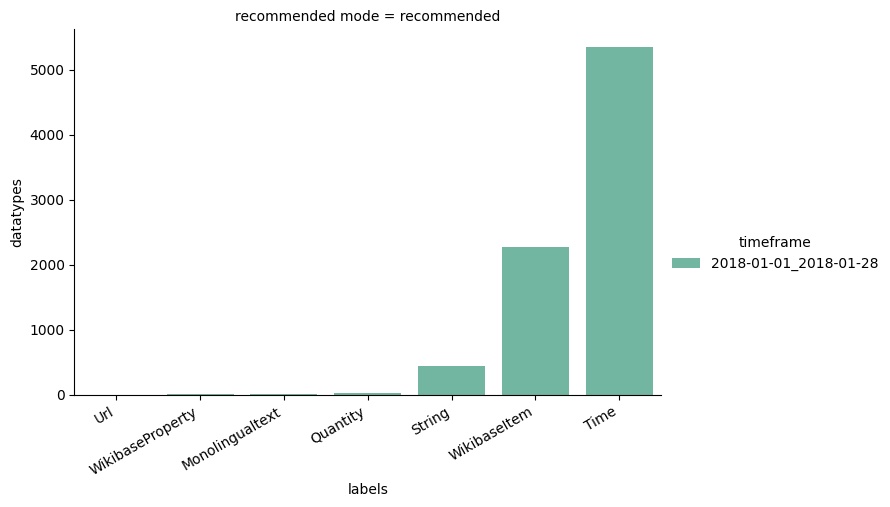 recommended mode = recommended
5000
4000
3000
2000
1000
0
datatypes
Url
WikibaseProperty
Monolingualtext
Quantity
String
WikibaseItem
Time
labels
timeframe
2018-01-01_2018-01-28